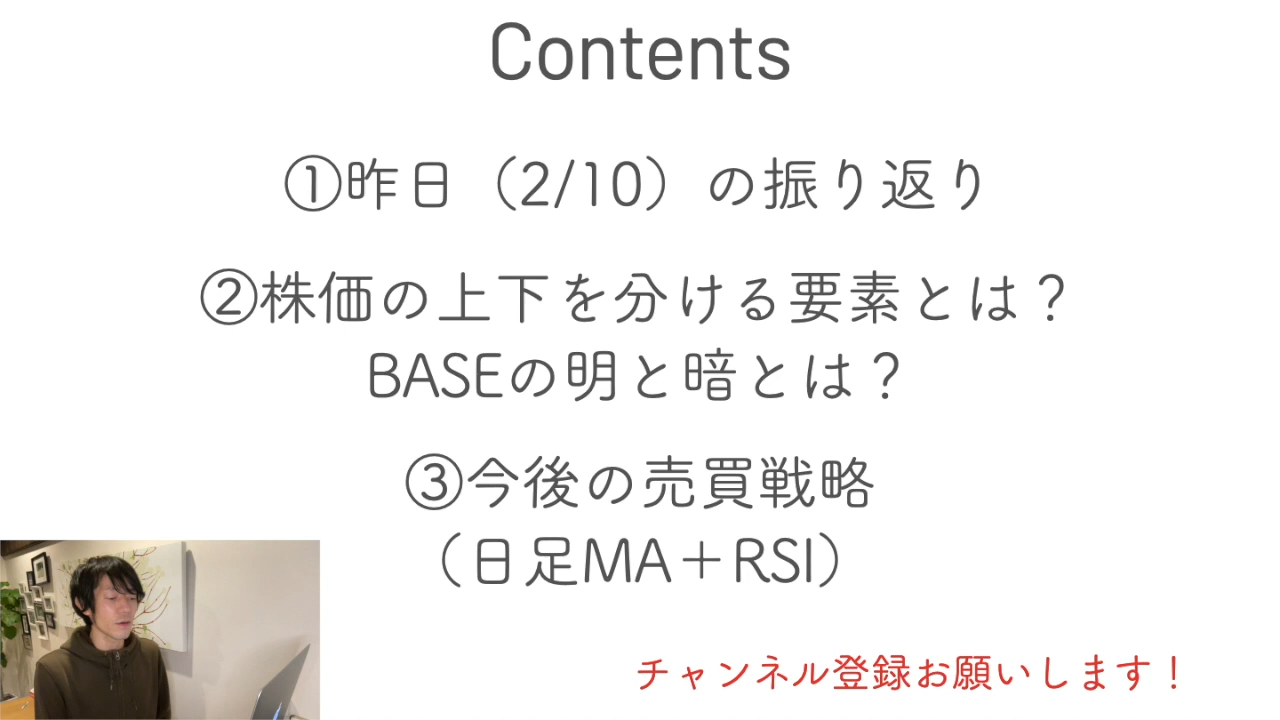 Contents
①昨日（2/10）の振り返り
②株価の上下を分ける要素とは？
BASEの明と暗とは？
③今後の売買戦略
（日足MA＋RSI）
チャンネル登録お願いします！